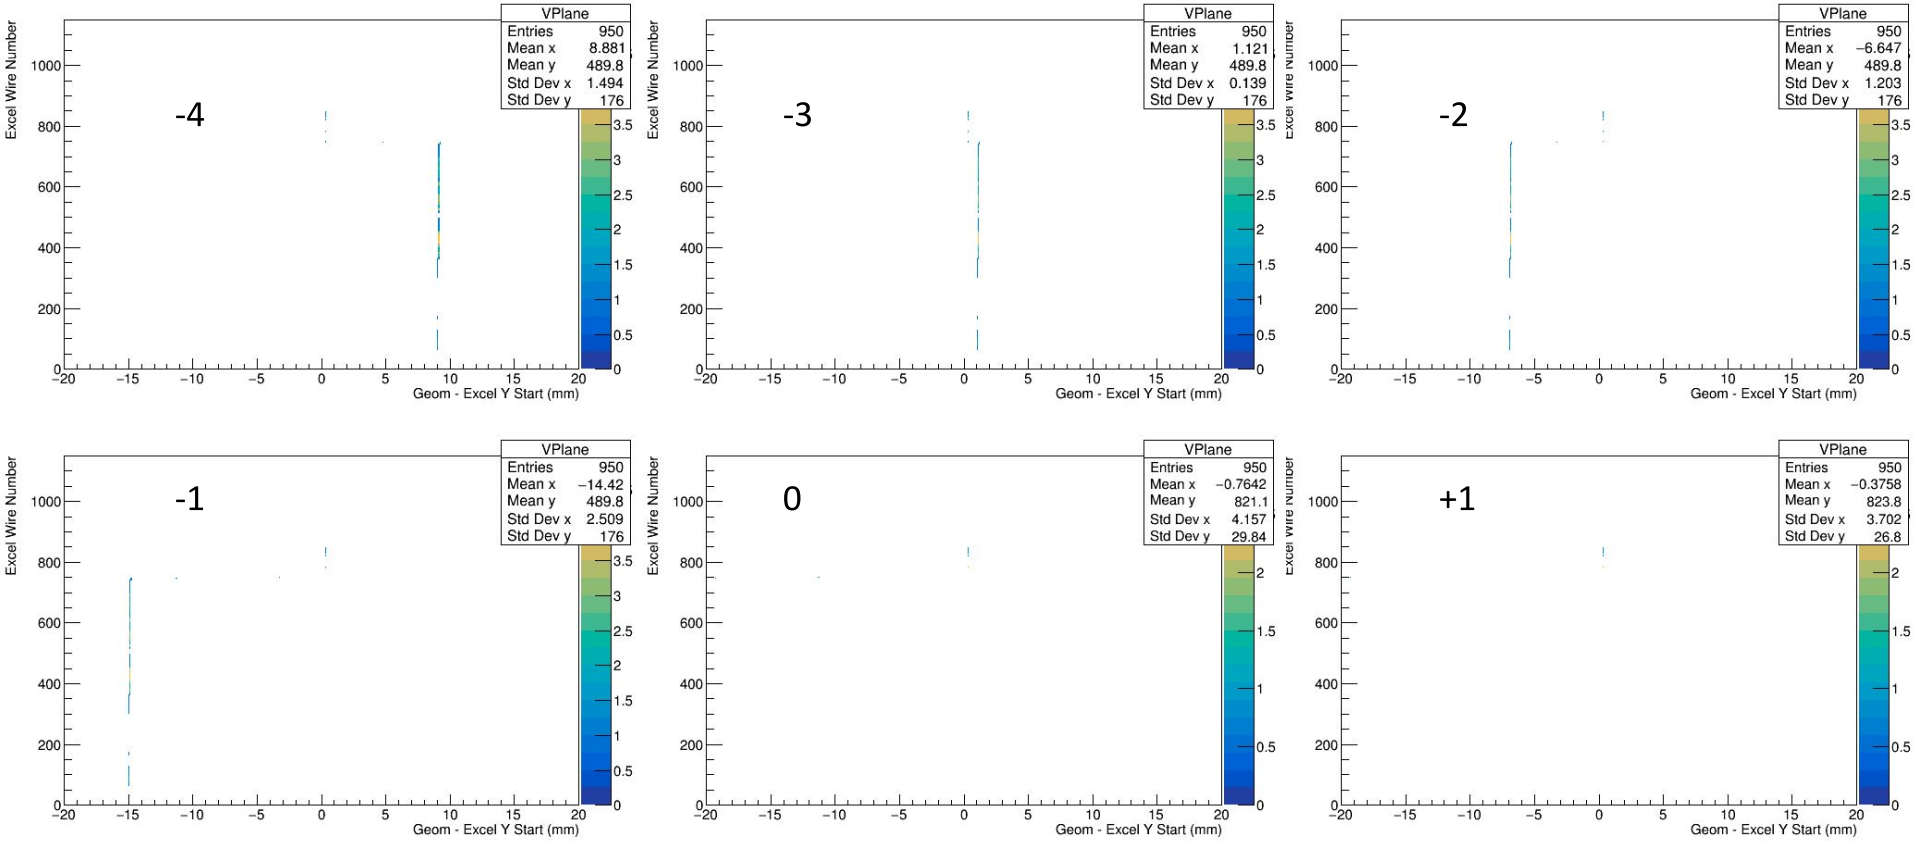 VPlane
Entries 950
Mean x 8.881
Mean y 489.8
Std Dev x 1.494
Std Dev y 176
Excel Wire Number
-4
1000
800
600
400
200
0
3.5
3
2.5
2
1.5
1
0.5
0
−20 −15 −10 −5 0 5 10 15 20
Geom - Excel Y Start (mm)
VPlane
Entries 950
Mean x 1.121
Mean y 489.8
Std Dev x 0.139
Std Dev y 176
Excel Wire Number
-3
1000
800
600
400
200
0
3.5
3
2.5
2
1.5
1
0.5
0
−20 −15 −10 −5 0 5 10 15 20
Geom - Excel Y Start (mm)
VPlane
Entries 950
Mean x −6.647
Mean y 489.8
Std Dev x 1.203
Std Dev y 176
Excel Wire Number
-2
1000
800
600
400
200
0
3.5
3
2.5
2
1.5
1
0.5
0
−20 −15 −10 −5 0 5 10 15 20
Geom - Excel Y Start (mm)
VPlane
Entries 950
Mean x −14.42
Mean y 489.8
Std Dev x 2.509
Std Dev y 176
Excel Wire Number
-1
1000
800
600
400
200
0
3.5
3
2.5
2
1.5
1
0.5
0
−20 −15 −10 −5 0 5 10 15 20
Geom - Excel Y Start (mm)
VPlane
Entries 950
Mean x −0.7642
Mean y 821.1
Std Dev x 4.157
Std Dev y 29.84
Excel Wire Number
0
1000
800
600
400
200
0
2
1.5
1
0.5
0
−20 −15 −10 −5 0 5 10 15 20
Geom - Excel Y Start (mm)
VPlane
Entries 950
Mean x −0.3758
Mean y 823.8
Std Dev x 3.702
Std Dev y 26.8
Excel Wire Number
+1
1000
800
600
400
200
0
2
1.5
1
0.5
0
−20 −15 −10 −5 0 5 10 15 20
Geom - Excel Y Start (mm)